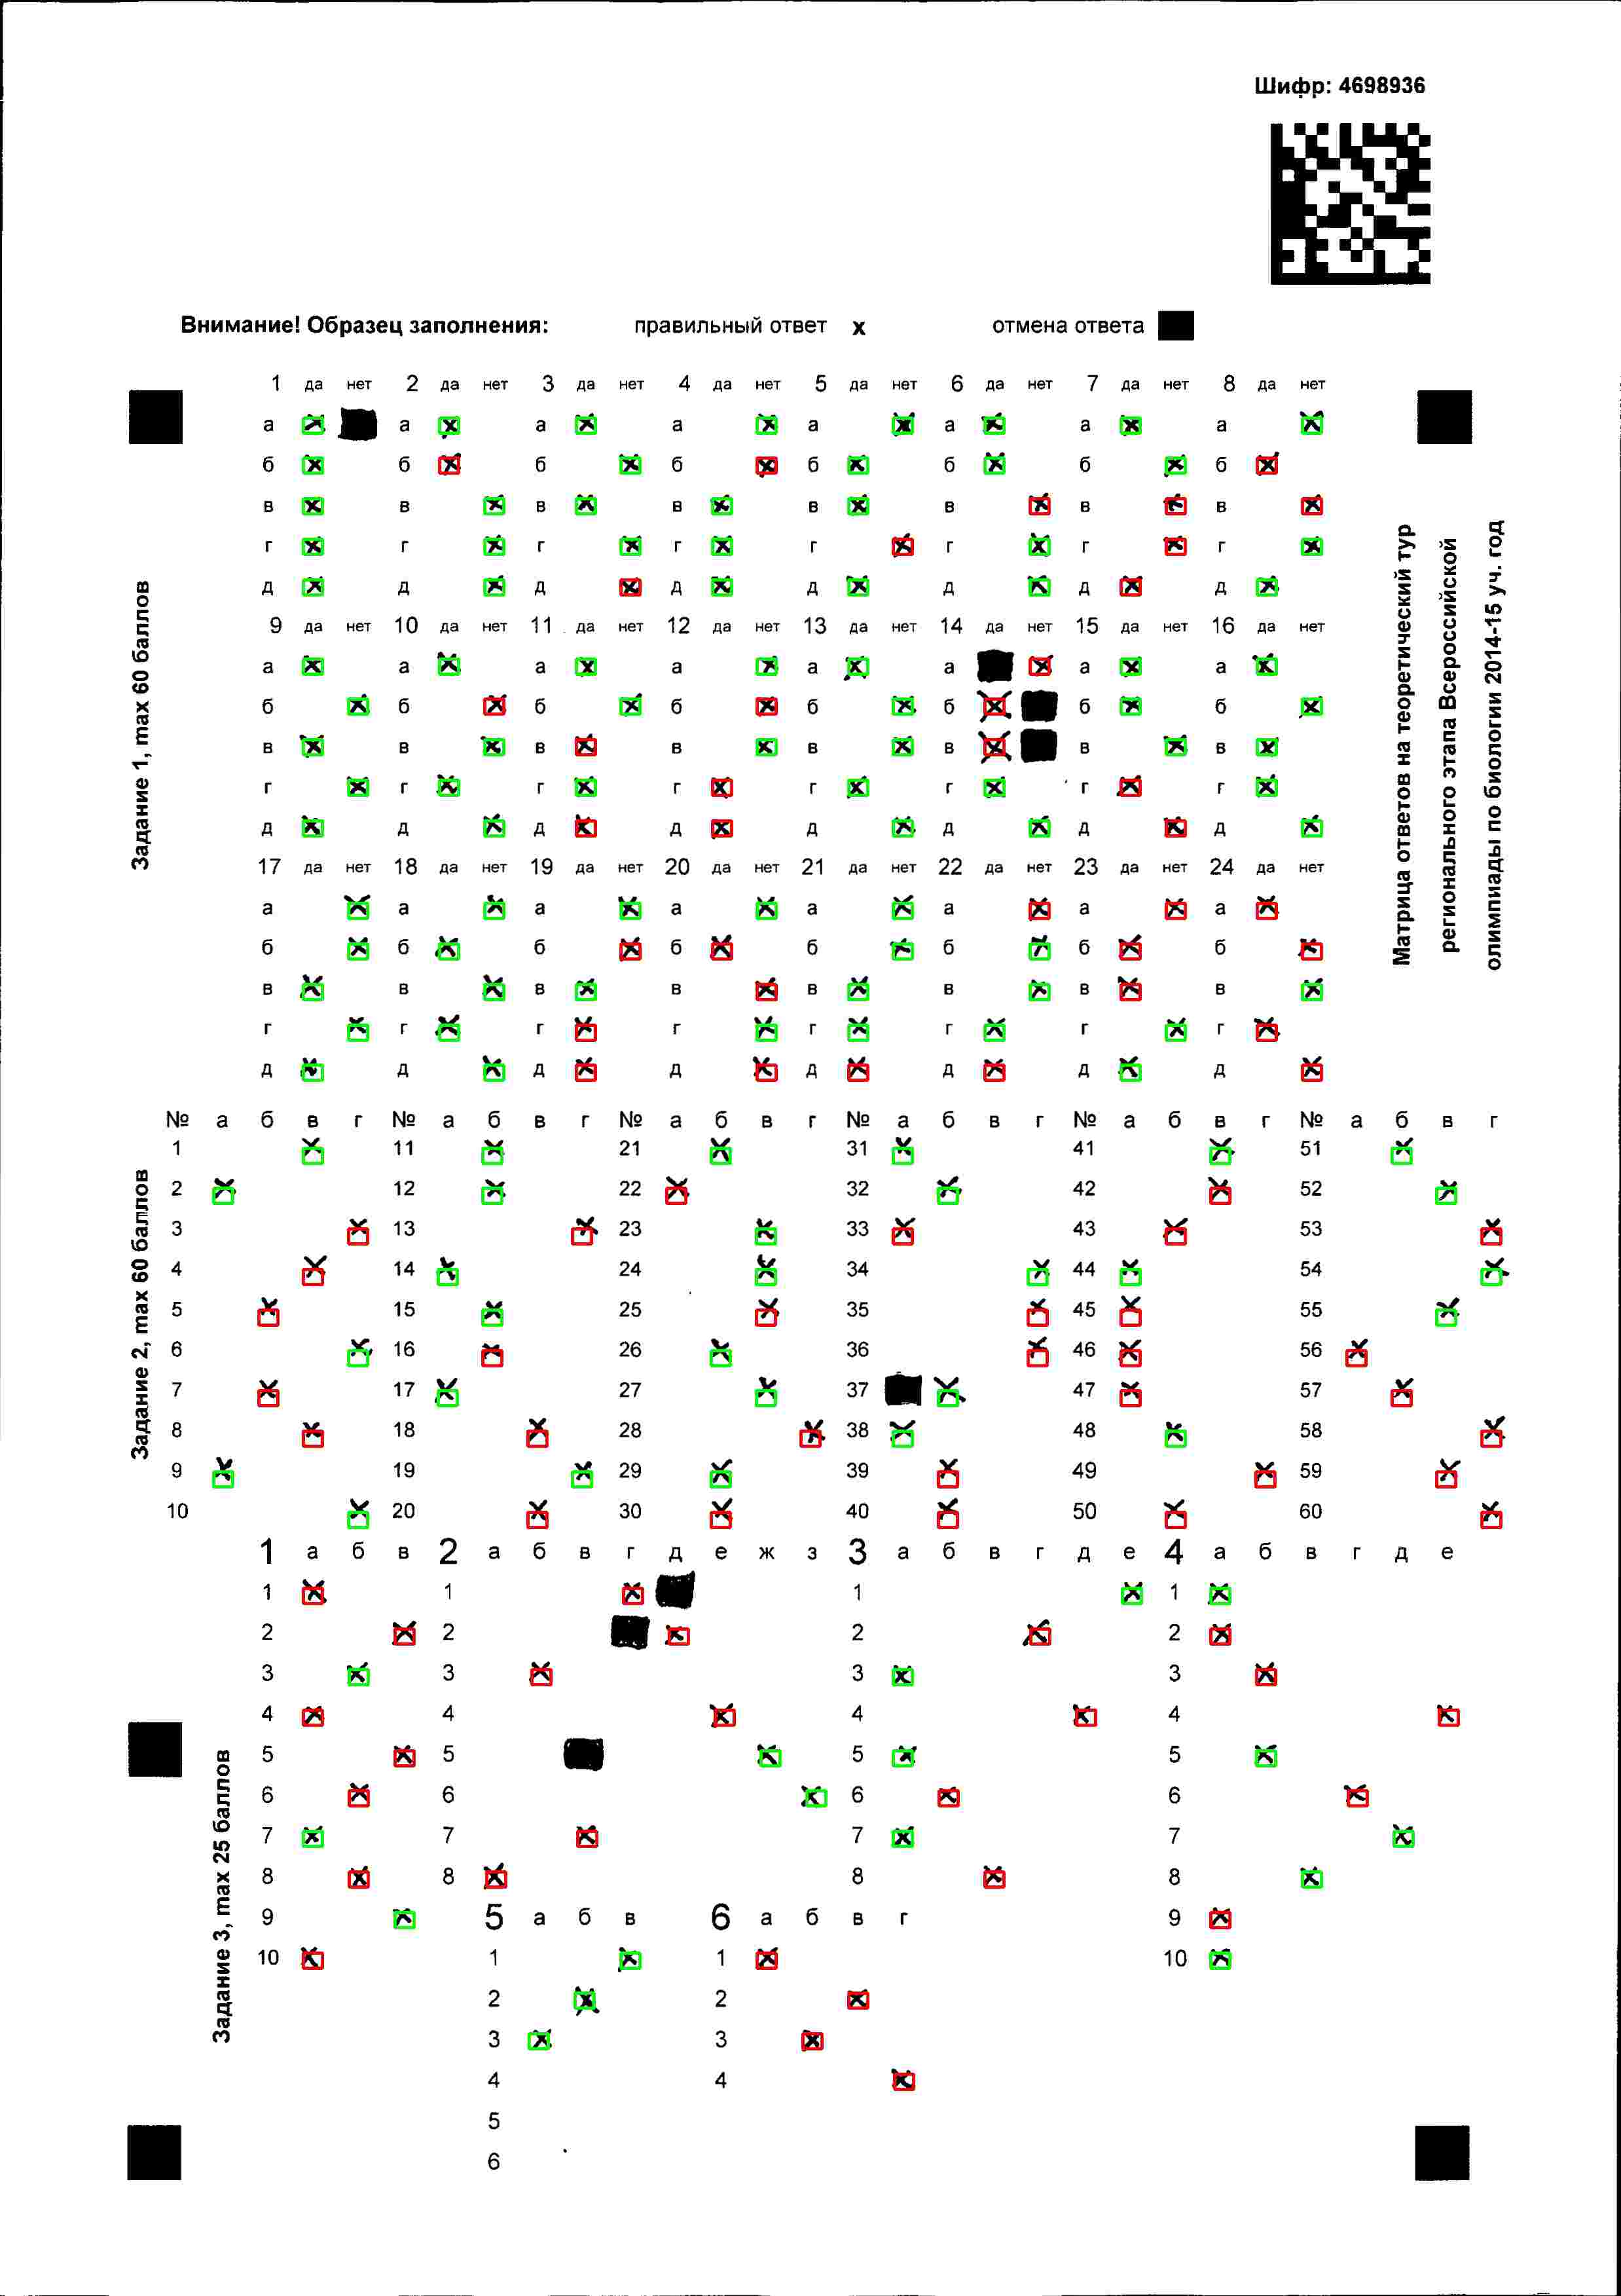 Шифр: 4698936
Внимание! Образец заполнения: правильный ответ x отмена ответа
1 да нет 2 да нет 3 да нет 4 да нет 5 да нет 6 да нет 7 да нет 8 да нет
а а а а а а а а
б б б б б б б б
в в в в в в в в
г г г г г г г г
д д д д д д д д
9 да нет 10 да нет 11 да нет 12 да нет 13 да нет 14 да нет 15 да нет 16 да нет
а а а а а а а а
б б б б б б б б
в в в в в в в в
г г г г г г г г
д д д д д д д д
17 да нет 18 да нет 19 да нет 20 да нет 21 да нет 22 да нет 23 да нет 24 да нет
а а а а а а а а
б б б б б б б б
в в в в в в в в
г г г г г г г г
д д д д д д д д
Задание 1, max 60 баллов
Матрица ответов на теоретический тур
регионального этапа Всероссийской
олимпиады по биологии 2014-15 уч. год
№ а б в г № а б в г № а б в г № а б в г № а б в г № а б в г
1 11 21 31 41 51
2 12 22 32 42 52
3 13 23 33 43 53
4 14 24 34 44 54
5 15 25 35 45 55
6 16 26 36 46 56
7 17 27 37 47 57
8 18 28 38 48 58
9 19 29 39 49 59
10 20 30 40 50 60
Задание 2, max 60 баллов
1 а б в 2 а б в г д е ж з 3 а б в г д е 4 а б в г д е
1 1 1 1
2 2 2 2
3 3 3 3
4 4 4 4
5 5 5 5
6 6 6 6
7 7 7 7
8 8 8 8
9 5 а б в 6 а б в г 9
10 1 1 10
2 2
3 3
4 4
5
6
Задание 3, max 25 баллов